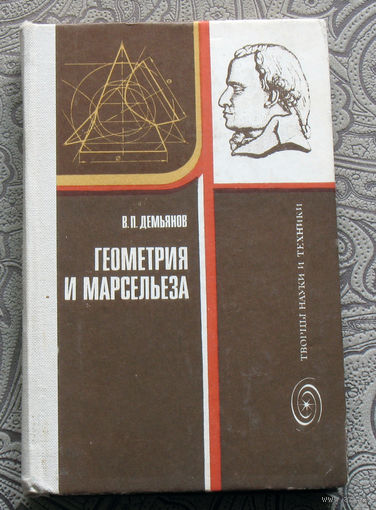 В.П. ДЕМЬЯНОВ
ГЕОМЕТРИЯ
И МАРСЕЛЬЕЗА
ТВОРЦЫ НАУКИ И ТЕХНИКИ